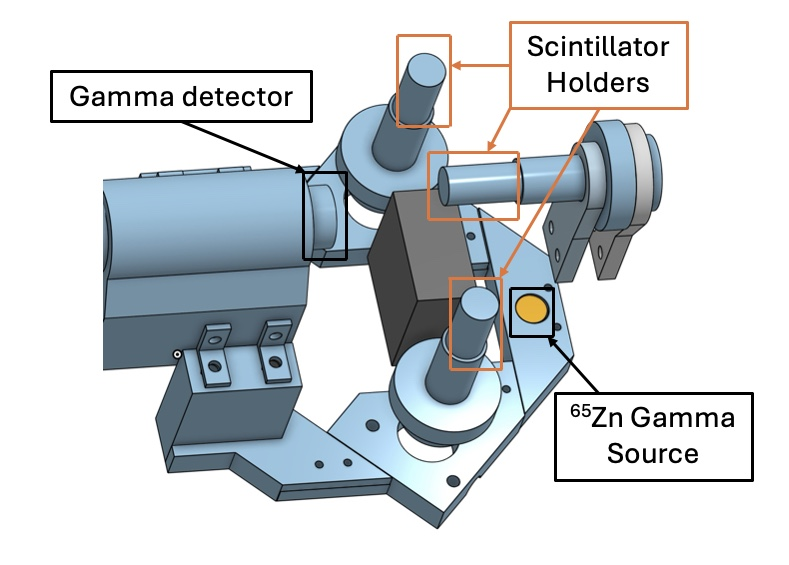 Scintillator
Holders
Gamma detector
⁶⁵Zn Gamma
Source